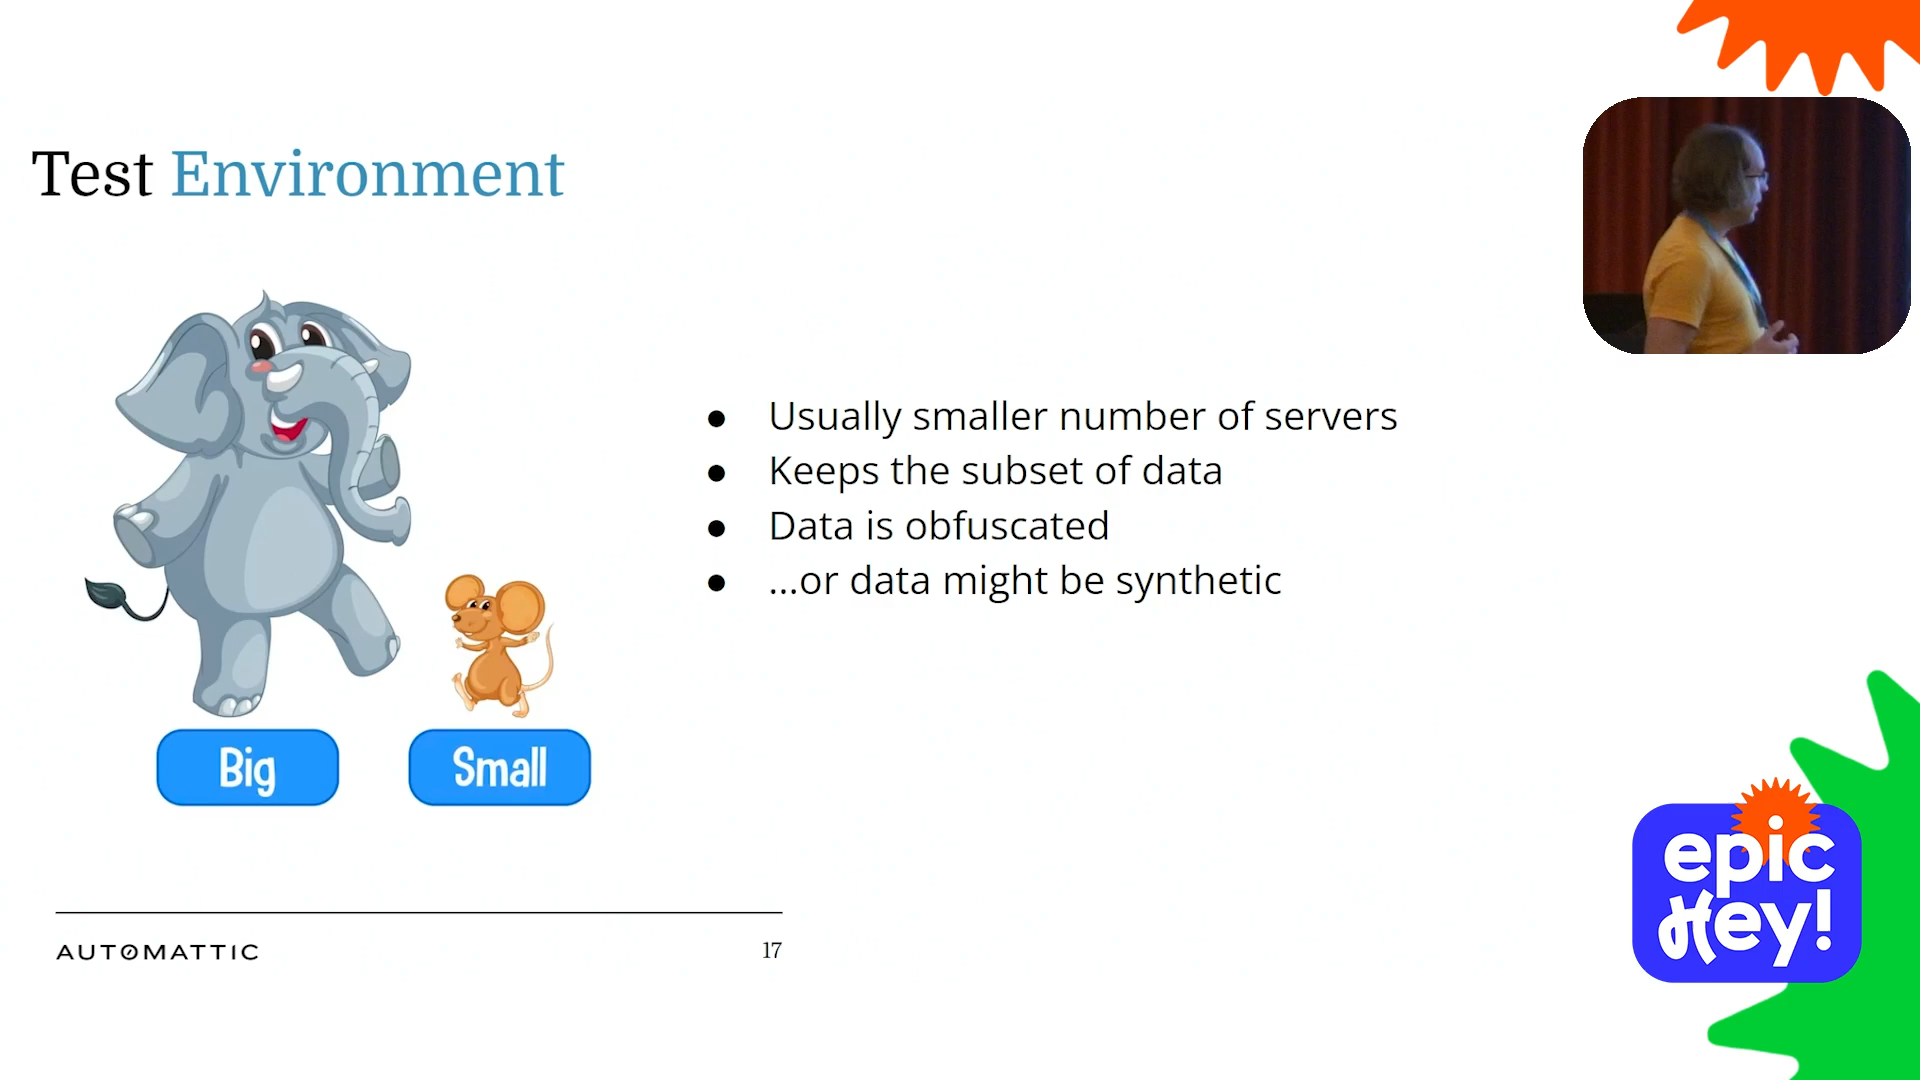 Test Environment
● Usually smaller number of servers
● Keeps the subset of data
● Data is obfuscated
● ...or data might be synthetic
Big
Small
AUTOMATTIC
17
epic
Hey!